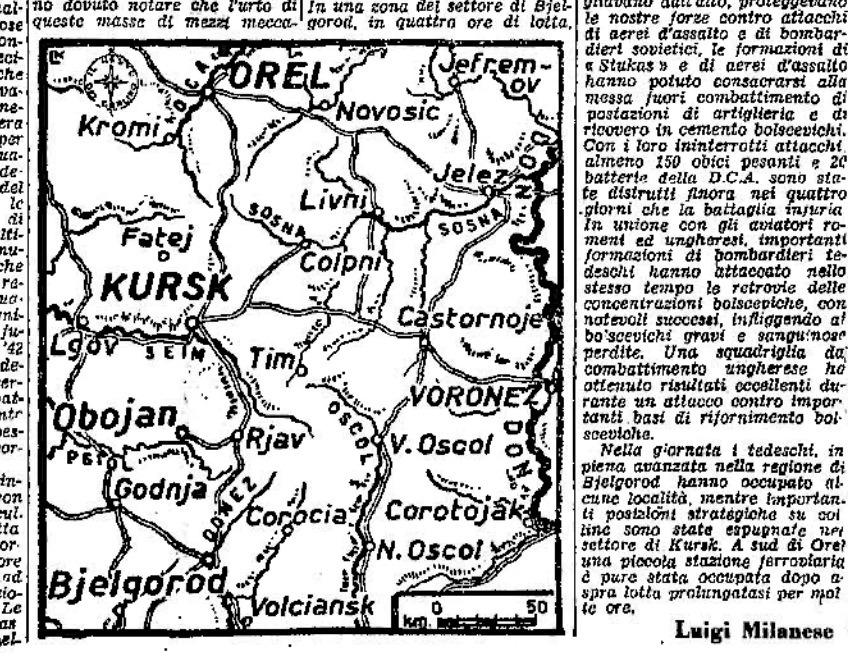 no dovuto notare che l'urto di
queste masse di mezzi mecca-
In una zona del settore di Bjel-
gorod, in quattro ore di lotta,
OCA
OREL
Jefrem-
ov
Novosic
Kromi
Jelez
DON
Livni
SOSNA
SOSNA
Fatej
Colpni
KURSK
Castornoje
Lgov
SEIM
Tim
VORONEZ
Obojan
OSCOL
Rjav
V. Oscol
DON
PSI
Godnja
DONEZ
Corocia
Corotojak
N. Oscol
Bjelgorod
Volciansk
0 50
km.
le nostre forze contro attacchi
di aerei d'assalto e di bombar-
dieri sovietici, le formazioni di
« Stukas » e di aerei d'assalto
hanno potuto consacrarsi alla
messa fuori combattimento di
postazioni di artiglieria e di
ricovero in cemento bolscevichi.
Con i loro ininterrotti attacchi
almeno 150 obici pesanti e 20
batterie della D.C.A. sono sta-
te distrutti finora nei quattro
giorni che la battaglia infuria
In unione con gli aviatori ro-
meni ed ungheresi, importanti
formazioni di bombardieri te-
deschi hanno attaccato nello
stesso tempo le retrovie delle
concentrazioni bolsceviche, con
notevoli successi, infliggendo ai
bolscevichi gravi e sanguinose
perdite. Una squadriglia da
combattimento ungherese ha
ottenuto risultati eccellenti du-
rante un attacco contro impor-
tanti basi di rifornimento bol-
sceviche.
Nella giornata i tedeschi, in
piena avanzata nella regione di
Bjelgorod hanno occupato al-
cune località, mentre importan-
ti posizioni strategiche su col
line sono state espugnate nel
settore di Kursk. A sud di Orel
una piccola stazione ferroviaria
è pure stata occupata dopo a-
spra lotta prolungatasi per mol
te ore.
Luigi Milanese